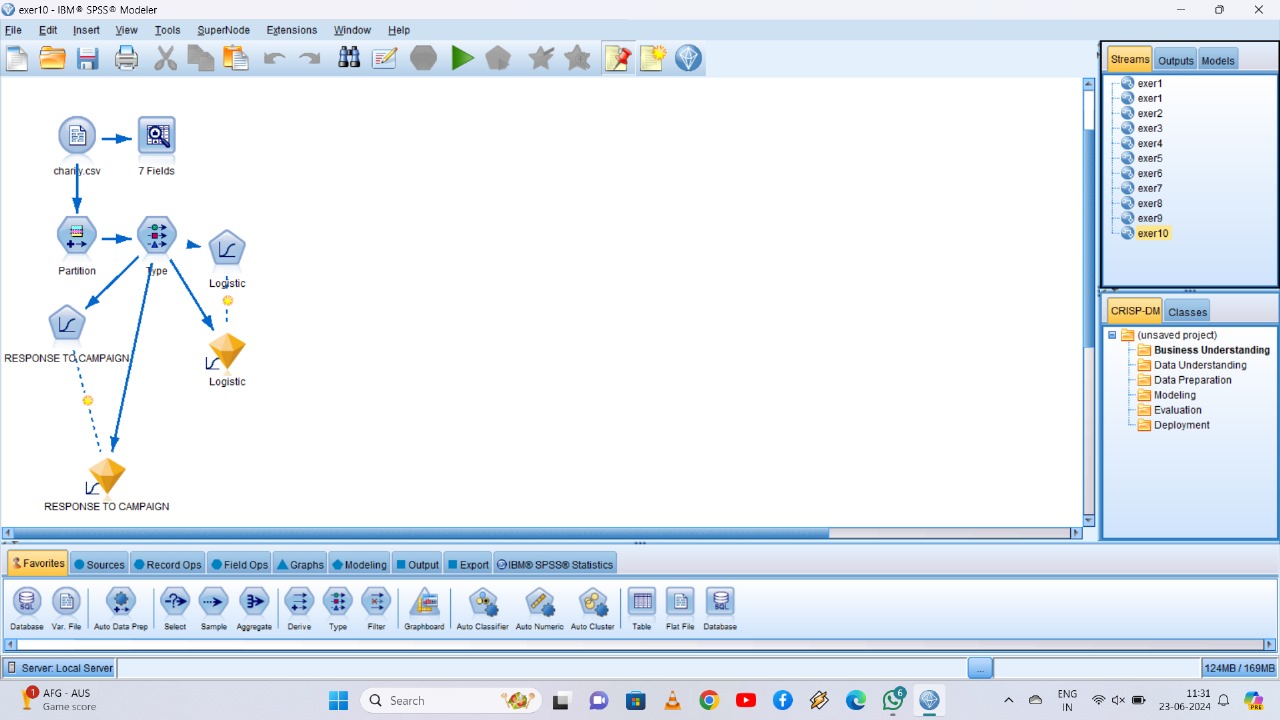 exer10 - IBM® SPSS® Modeler
File Edit Insert View Tools SuperNode Extensions Window Help
Streams Outputs Models
exer1
exer1
exer2
exer3
exer4
exer5
exer6
exer7
exer8
exer9
exer10
charity.csv
7 Fields
Partition
Type
Logistic
RESPONSE TO CAMPAIGN
Logistic
RESPONSE TO CAMPAIGN
CRISP-DM Classes
(unsaved project)
Business Understanding
Data Understanding
Data Preparation
Modeling
Evaluation
Deployment
Favorites Sources Record Ops Field Ops Graphs Modeling Output Export IBM® SPSS® Statistics
SQL
SQL
Database Var. File Auto Data Prep Select Sample Aggregate Derive Type Filter Graphboard Auto Classifier Auto Numeric Auto Cluster Table Flat File Database
Server: Local Server
...
124MB / 169MB
1
AFG - AUS
Game score
Search
6
ENG
IN
11:31
23-06-2024
PRE